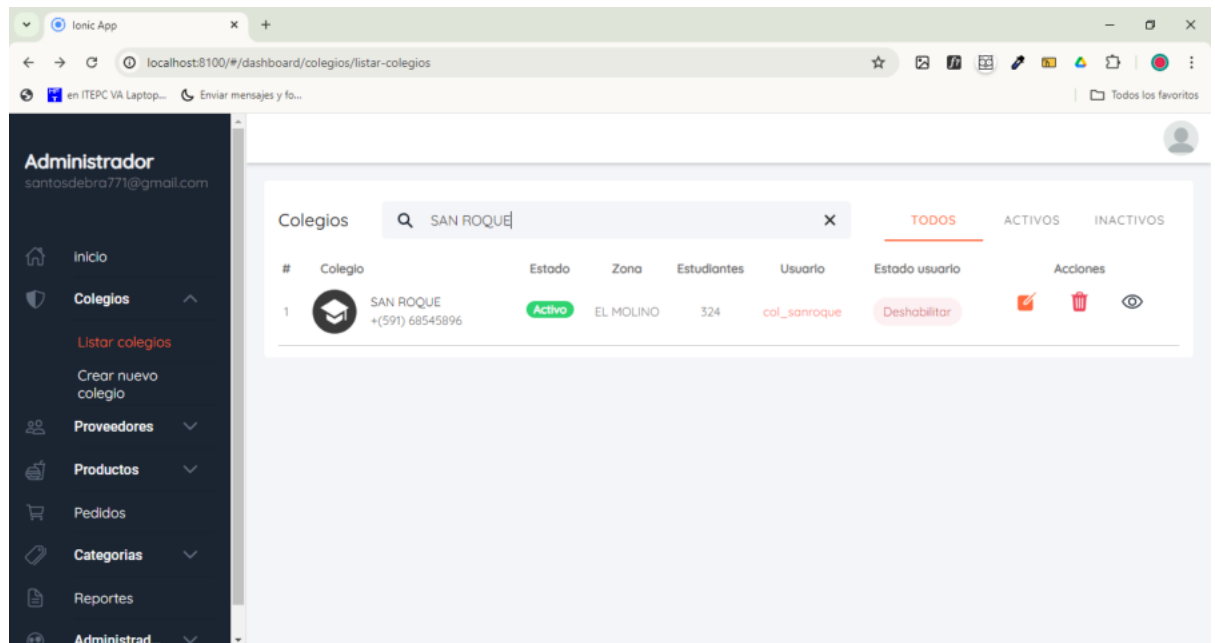 Ionic App
localhost:8100/#/dashboard/colegios/listar-colegios
en ITEPC VA Laptop... Enviar mensajes y fo... Todos los favoritos
Administrador
santosdebra771@gmail.com
Inicio
Colegios
Listar colegios
Crear nuevo
colegio
Proveedores
Productos
Pedidos
Categorias
Reportes
Administrad...
Colegios SAN ROQUE TODOS ACTIVOS INACTIVOS
# Colegio Estado Zona Estudiantes Usuario Estado usuario Acciones
1 SAN ROQUE Activo EL MOLINO 324 col_sanroque Deshabilitar
+(591) 68545896